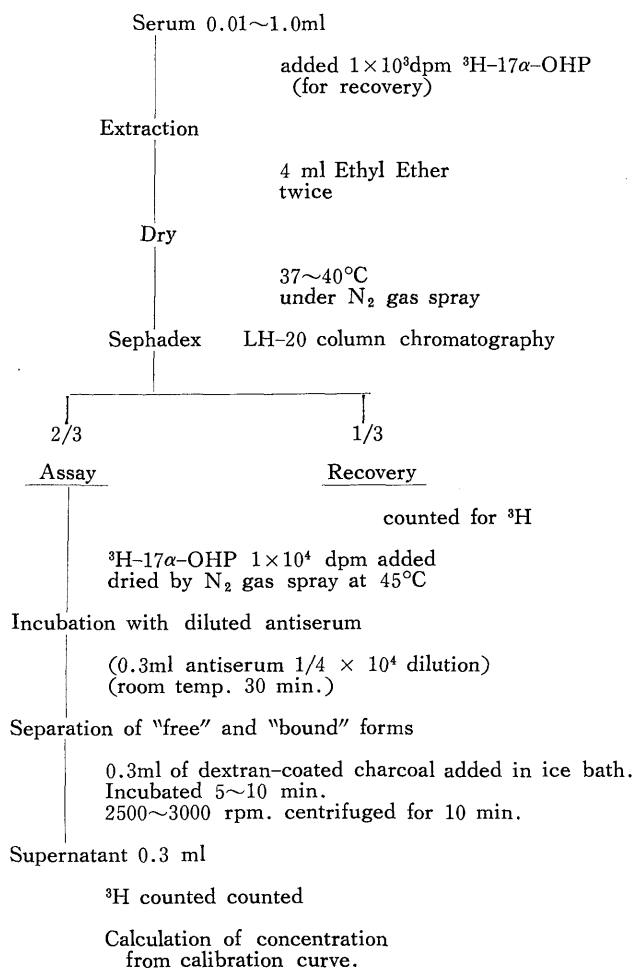 Serum 0.01~1.0ml
added 1×10³dpm ³H-17α-OHP
(for recovery)
Extraction
4 ml Ethyl Ether
twice
Dry
37~40°C
under N₂ gas spray
Sephadex LH-20 column chromatography
2/3 1/3
Assay Recovery
counted for ³H
³H-17α-OHP 1×10⁴ dpm added
dried by N₂ gas spray at 45°C
Incubation with diluted antiserum
(0.3ml antiserum 1/4 × 10⁴ dilution)
(room temp. 30 min.)
Separation of "free" and "bound" forms
0.3ml of dextran-coated charcoal added in ice bath.
Incubated 5~10 min.
2500~3000 rpm. centrifuged for 10 min.
Supernatant 0.3 ml
³H counted counted
Calculation of concentration
from calibration curve.